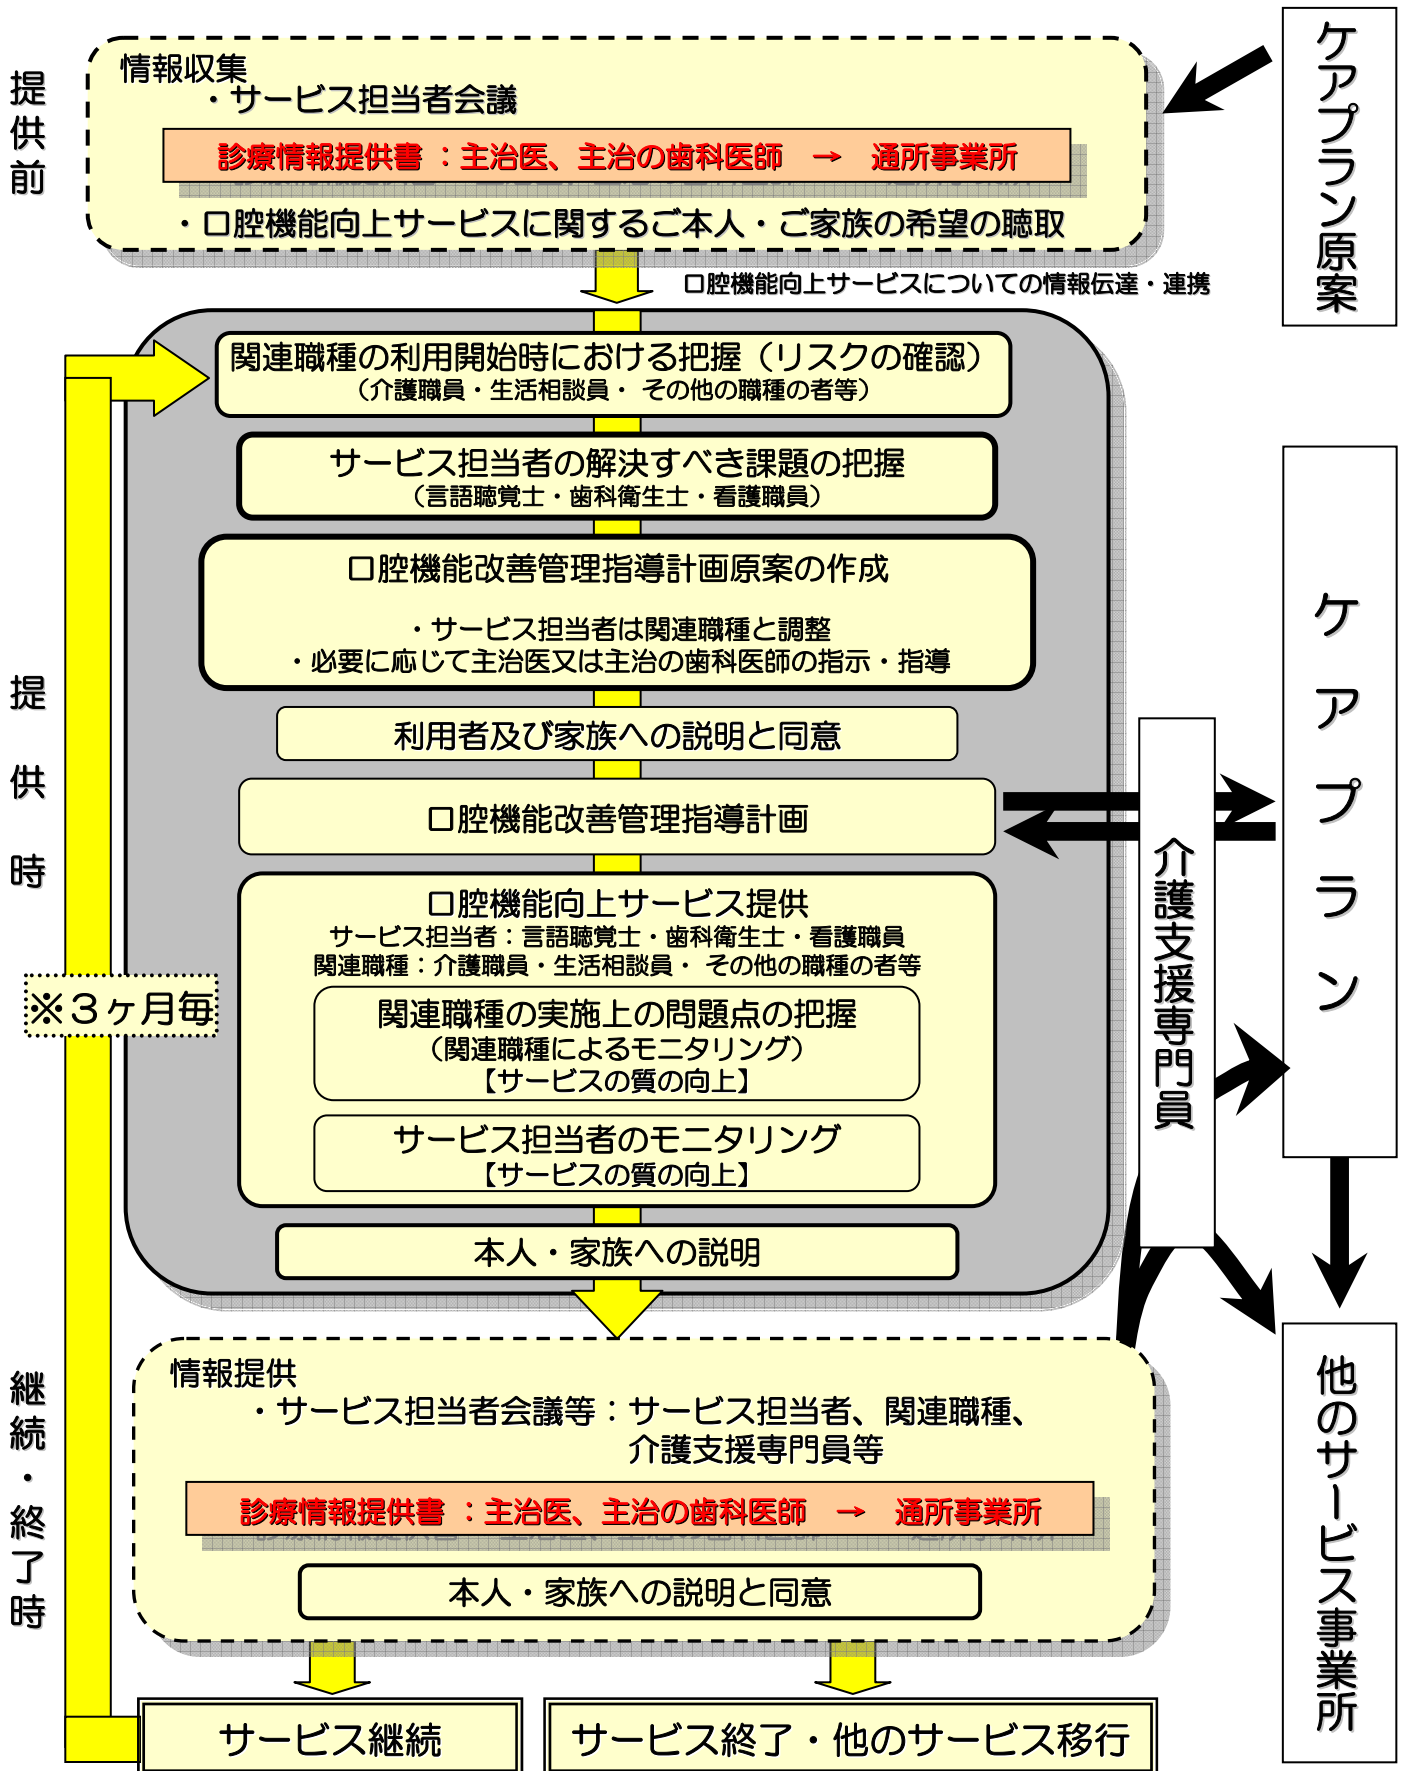 提供前
情報収集
・サービス担当者会議
診療情報提供書：主治医、主治の歯科医師　→　通所事業所
・口腔機能向上サービスに関するご本人・ご家族の希望の聴取
ケアプラン原案
口腔機能向上サービスについての情報伝達・連携
提供時
関連職種の利用開始時における把握（リスクの確認）
（介護職員・生活相談員・ その他の職種の者等）
サービス担当者の解決すべき課題の把握
（言語聴覚士・歯科衛生士・看護職員）
口腔機能改善管理指導計画原案の作成
・サービス担当者は関連職種と調整
・必要に応じて主治医又は主治の歯科医師の指示・指導
利用者及び家族への説明と同意
口腔機能改善管理指導計画
口腔機能向上サービス提供
サービス担当者：言語聴覚士・歯科衛生士・看護職員
関連職種：介護職員・生活相談員・ その他の職種の者等
関連職種の実施上の問題点の把握
（関連職種によるモニタリング）
【サービスの質の向上】
サービス担当者のモニタリング
【サービスの質の向上】
本人・家族への説明
※３ヶ月毎
介護支援専門員
ケアプラン
継続・終了時
情報提供
・サービス担当者会議等：サービス担当者、関連職種、
介護支援専門員等
診療情報提供書：主治医、主治の歯科医師　→　通所事業所
本人・家族への説明と同意
他のサービス事業所
サービス継続
サービス終了・他のサービス移行